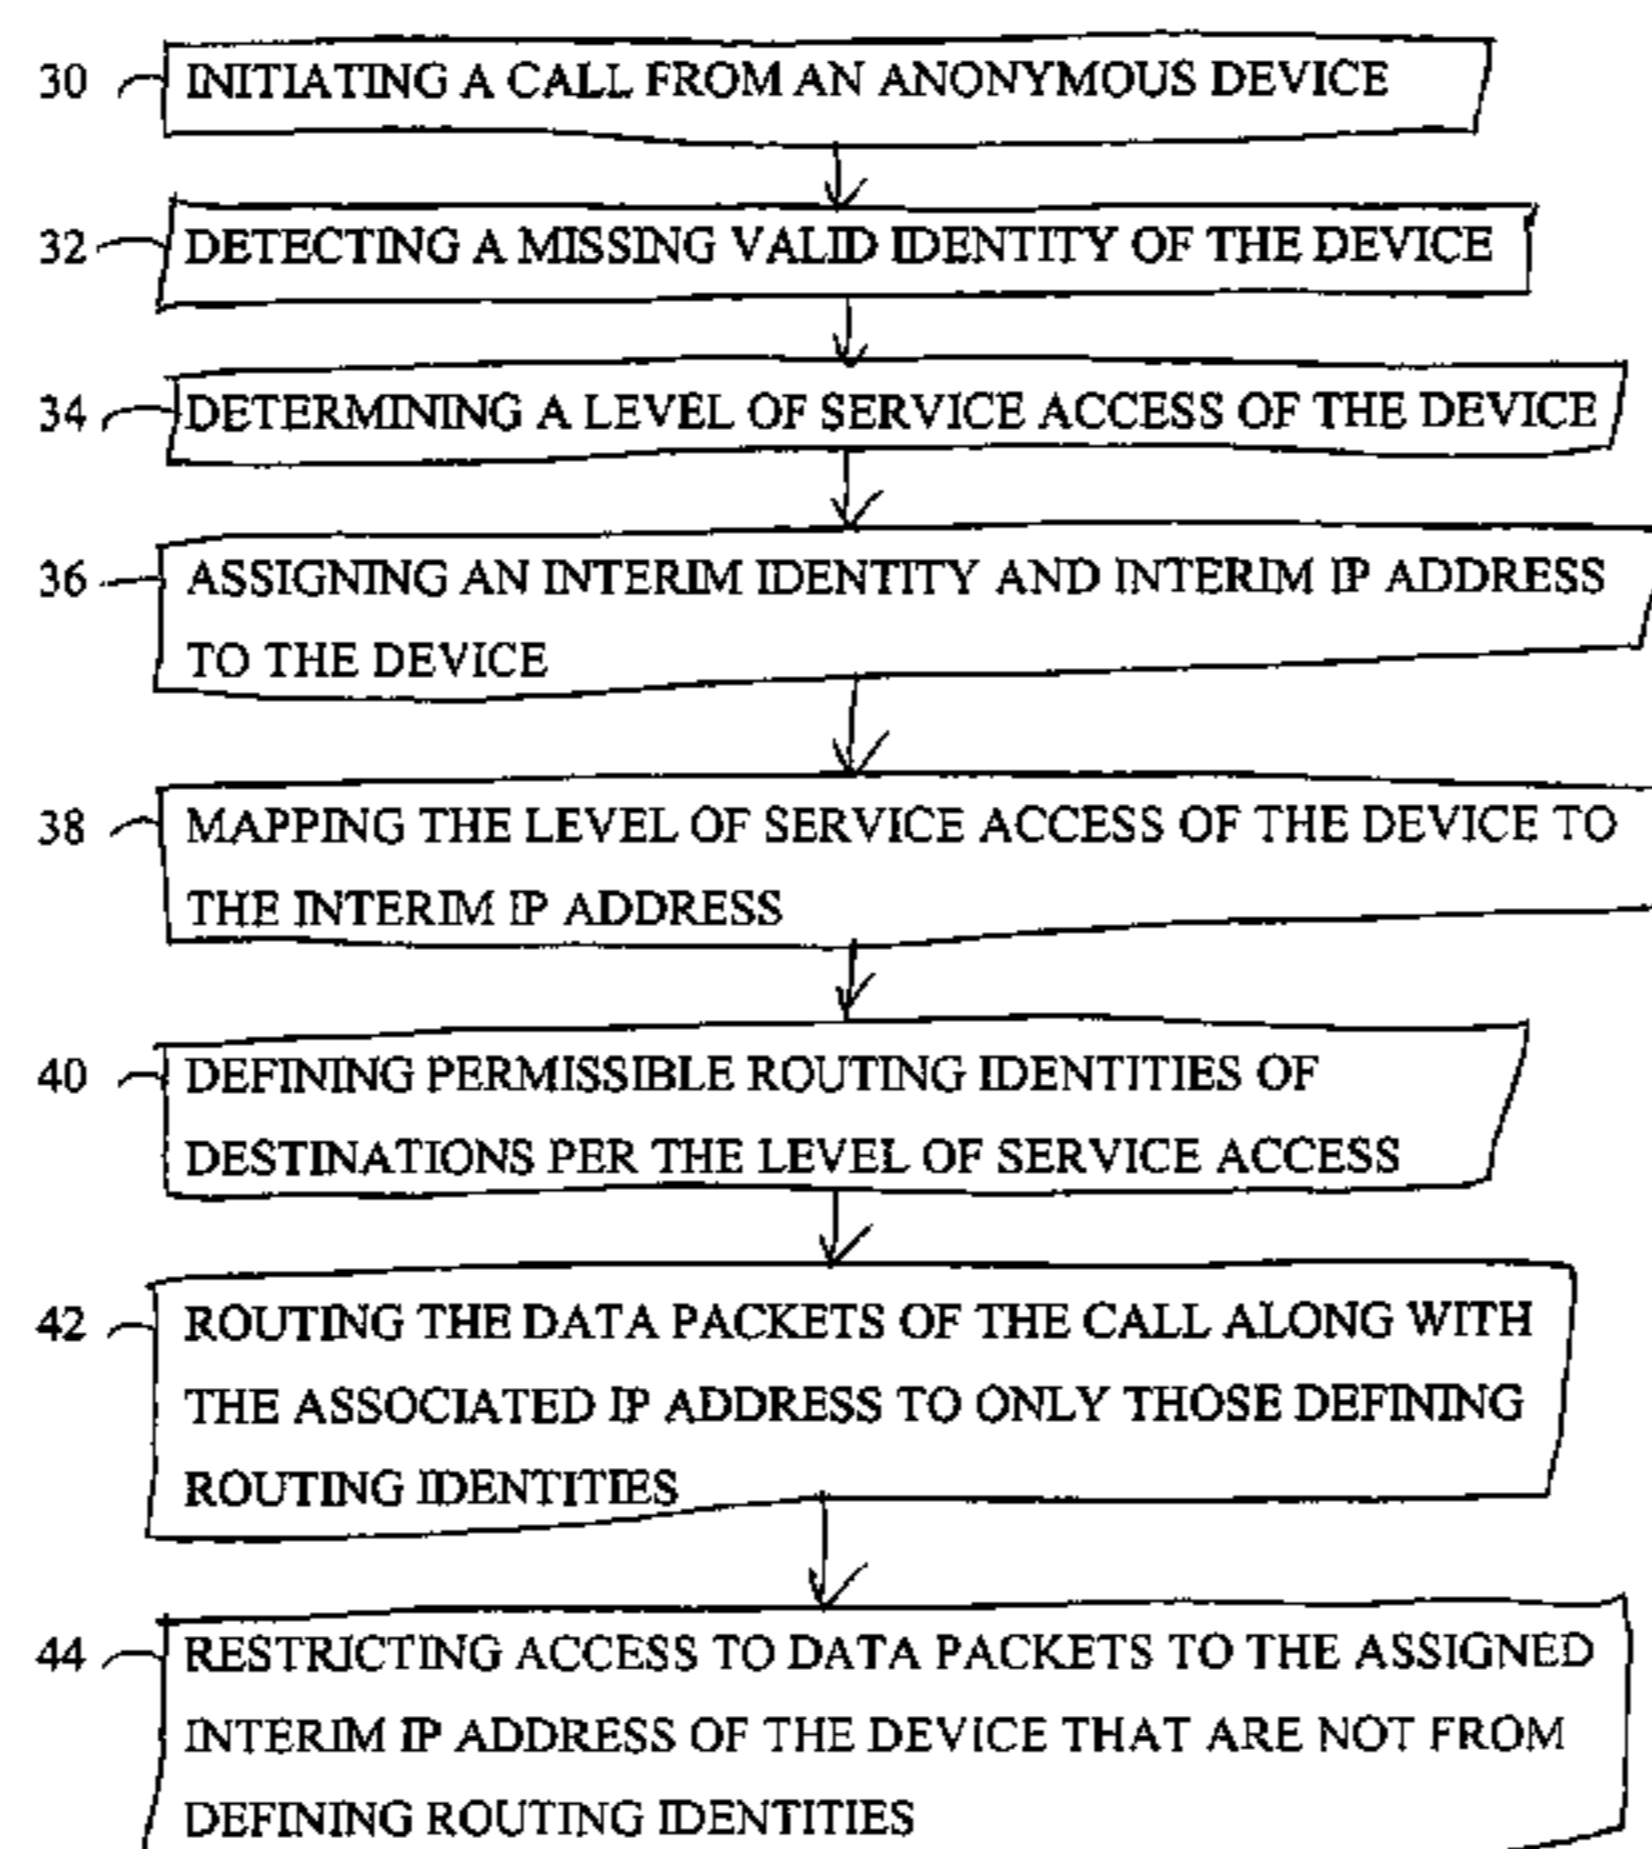 30 INITIATING A CALL FROM AN ANONYMOUS DEVICE
32 DETECTING A MISSING VALID IDENTITY OF THE DEVICE
34 DETERMINING A LEVEL OF SERVICE ACCESS OF THE DEVICE
36 ASSIGNING AN INTERIM IDENTITY AND INTERIM IP ADDRESS
TO THE DEVICE
38 MAPPING THE LEVEL OF SERVICE ACCESS OF THE DEVICE TO
THE INTERIM IP ADDRESS
40 DEFINING PERMISSIBLE ROUTING IDENTITIES OF
DESTINATIONS PER THE LEVEL OF SERVICE ACCESS
42 ROUTING THE DATA PACKETS OF THE CALL ALONG WITH
THE ASSOCIATED IP ADDRESS TO ONLY THOSE DEFINING
ROUTING IDENTITIES
44 RESTRICTING ACCESS TO DATA PACKETS TO THE ASSIGNED
INTERIM IP ADDRESS OF THE DEVICE THAT ARE NOT FROM
DEFINING ROUTING IDENTITIES